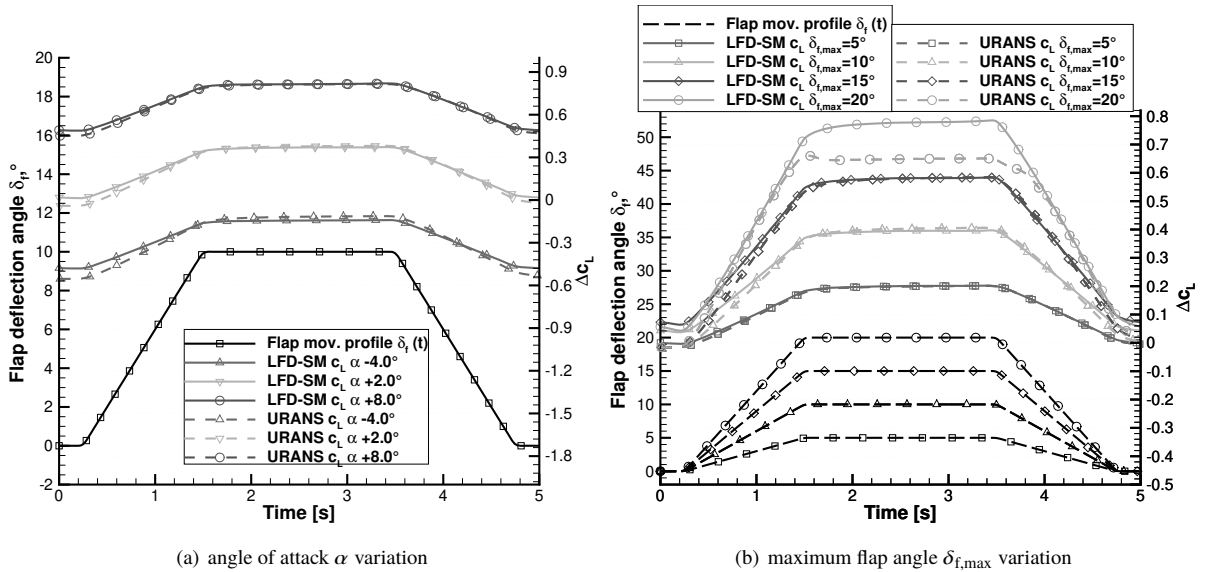 20
18
16
14
12
10
8
6
4
2
0
-2
Flap deflection angle δf,°
0.9
0.6
0.3
0
-0.3
-0.6
-0.9
-1.2
-1.5
-1.8
ΔcL
Flap mov. profile δf (t)
LFD-SM cL α -4.0°
LFD-SM cL α +2.0°
LFD-SM cL α +8.0°
URANS cL α -4.0°
URANS cL α +2.0°
URANS cL α +8.0°
0 1 2 3 4 5
Time [s]
(a) angle of attack α variation
Flap mov. profile δf (t)
LFD-SM cL δf,max=5°
LFD-SM cL δf,max=10°
LFD-SM cL δf,max=15°
LFD-SM cL δf,max=20°
URANS cL δf,max=5°
URANS cL δf,max=10°
URANS cL δf,max=15°
URANS cL δf,max=20°
50
45
40
35
30
25
20
15
10
5
0
Flap deflection angle δf,°
0.8
0.7
0.6
0.5
0.4
0.3
0.2
0.1
0
-0.1
-0.2
-0.3
-0.4
-0.5
ΔcL
0 1 2 3 4 5
Time [s]
(b) maximum flap angle δf,max variation